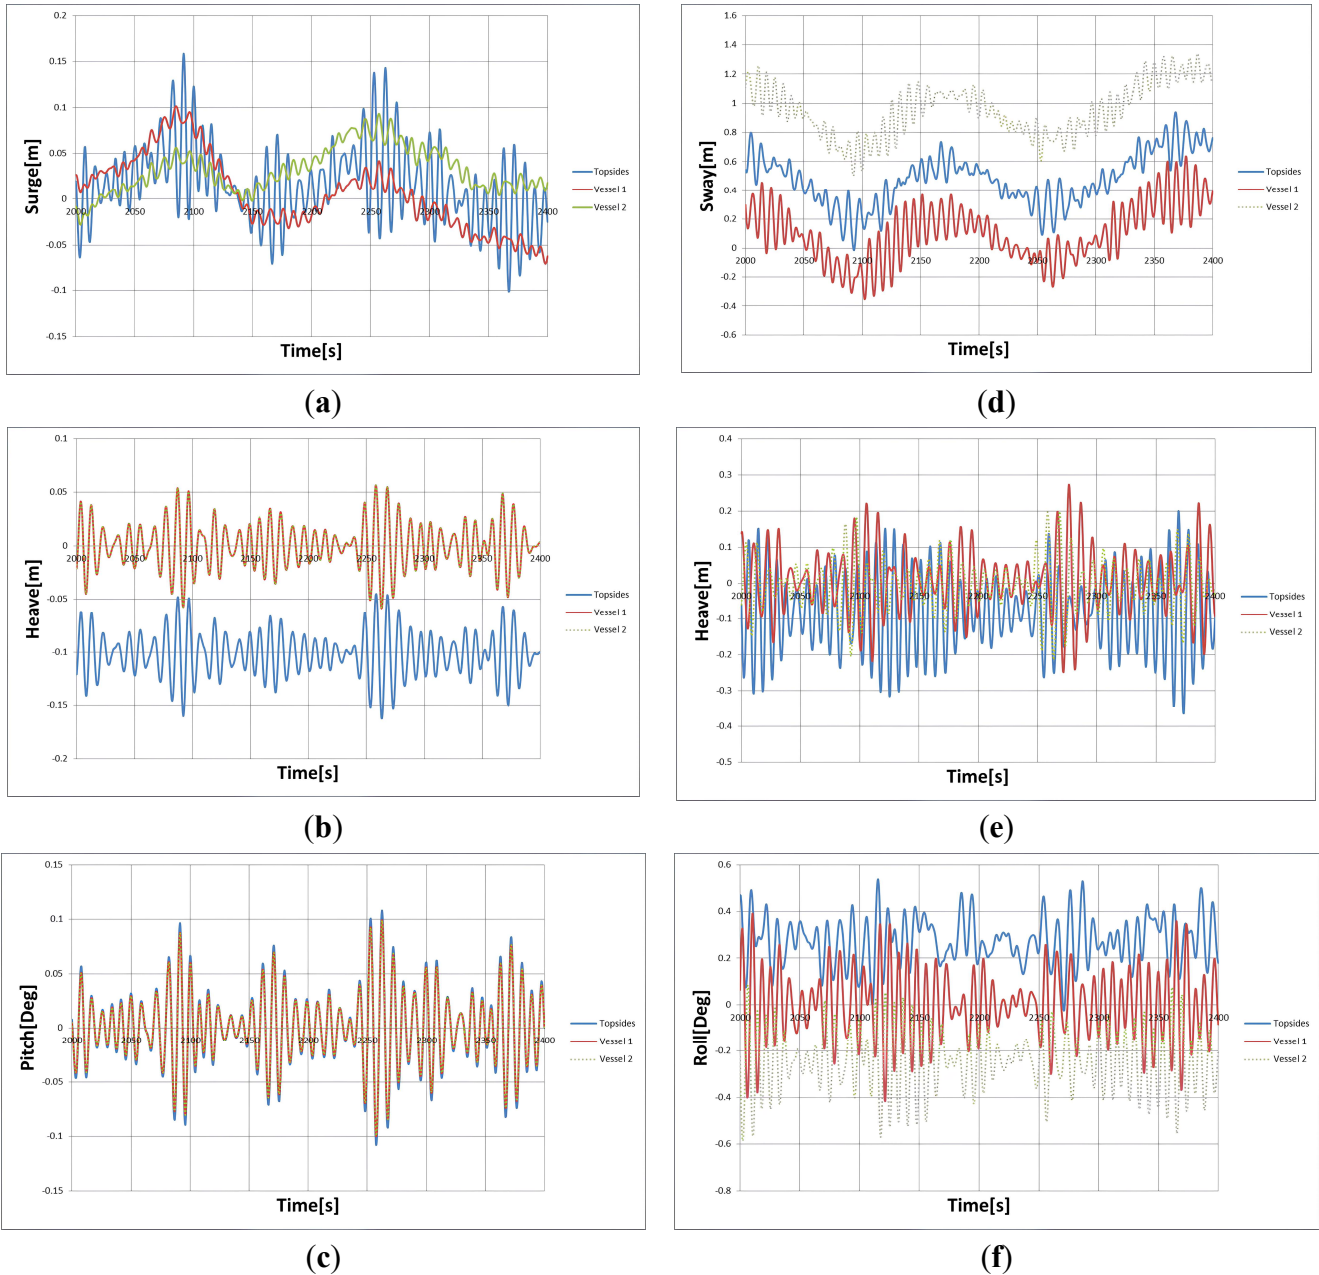 0.2
0.15
0.1
0.05
0
-0.05
-0.1
-0.15
2000 2050 2100 2150 2200 2250 2300 2350 2400
Surge[m]
Time[s]
Topsides
Vessel 1
Vessel 2
(a)
1.6
1.4
1.2
1
0.8
0.6
0.4
0.2
0
-0.2
-0.4
-0.6
2000 2050 2100 2150 2200 2250 2300 2350 2400
Sway[m]
Time[s]
Topsides
Vessel 1
Vessel 2
(d)
0.1
0.05
0
-0.05
-0.1
-0.15
-0.2
2000 2050 2100 2150 2200 2250 2300 2350 2400
Heave[m]
Time[s]
Topsides
Vessel 1
Vessel 2
(b)
0.4
0.3
0.2
0.1
0
-0.1
-0.2
-0.3
-0.4
-0.5
2000 2050 2100 2150 2200 2250 2300 2350 2400
Heave[m]
Time[s]
Topsides
Vessel 1
Vessel 2
(e)
0.15
0.1
0.05
0
-0.05
-0.1
-0.15
2000 2050 2100 2150 2200 2250 2300 2350 2400
Pitch[Deg]
Time[s]
Topsides
Vessel 1
Vessel 2
(c)
0.6
0.4
0.2
0
-0.2
-0.4
-0.6
-0.8
2000 2050 2100 2150 2200 2250 2300 2350 2400
Roll[Deg]
Time[s]
Topsides
Vessel 1
Vessel 2
(f)